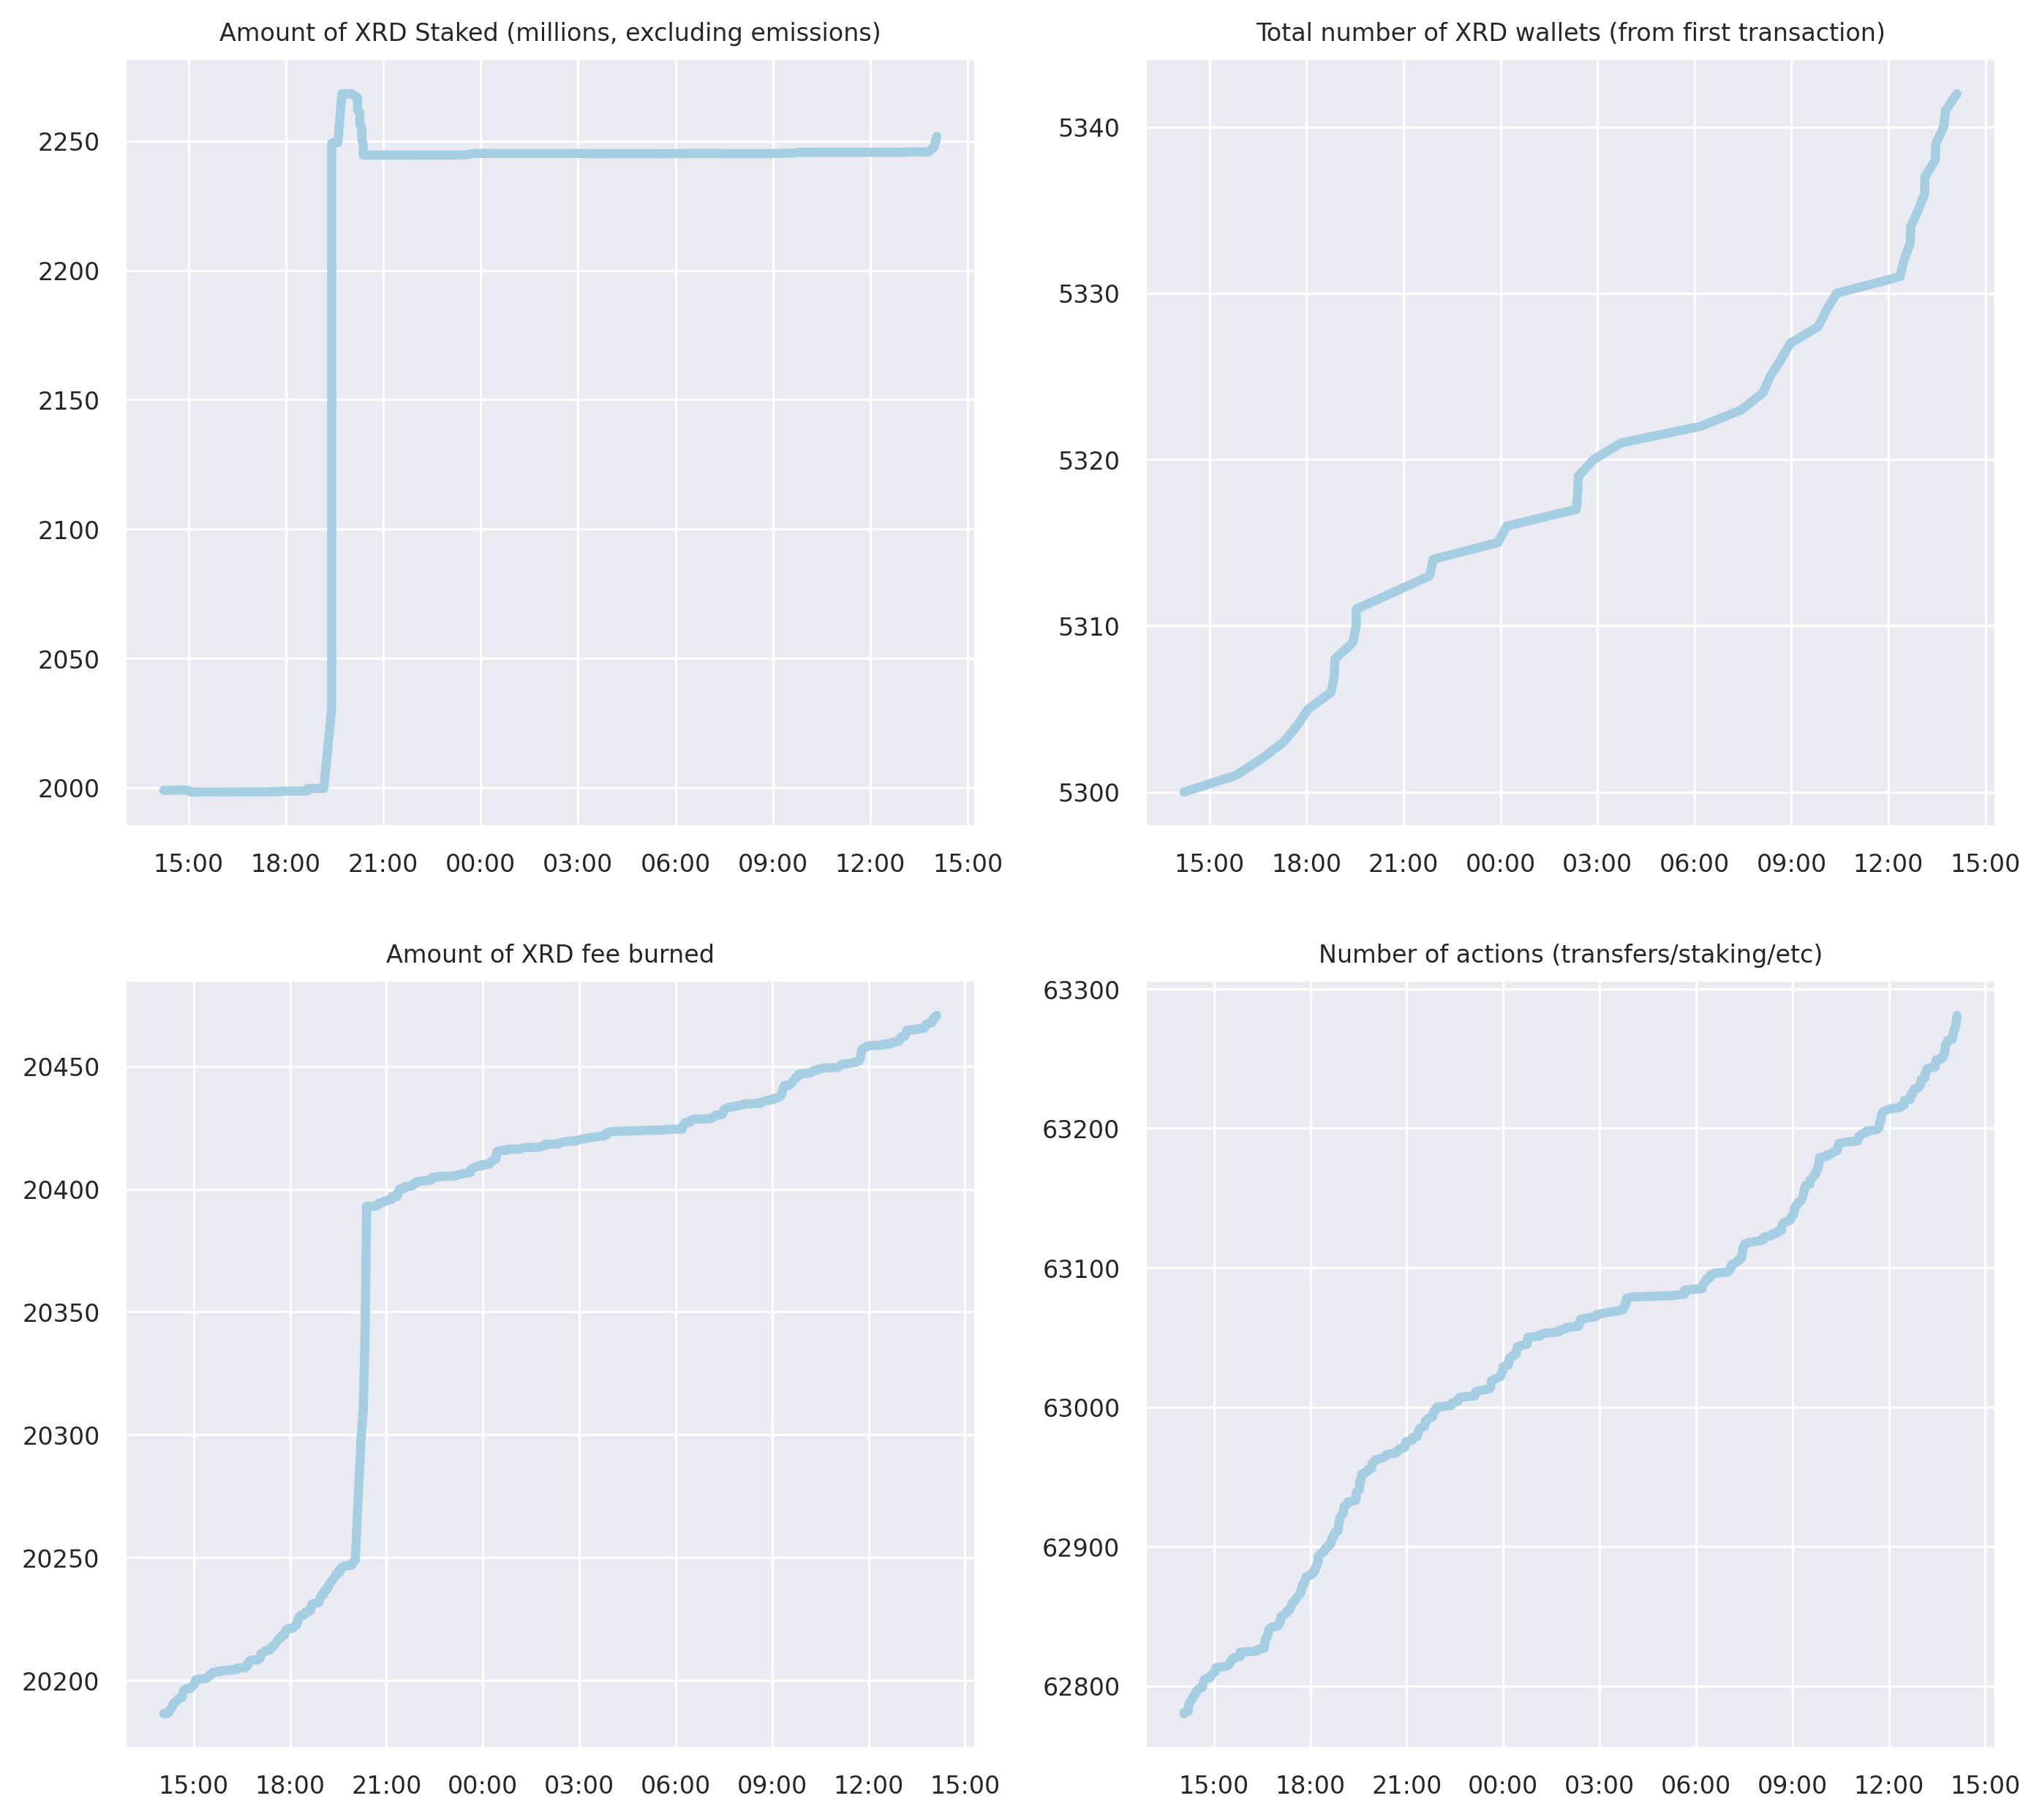 Amount of XRD Staked (millions, excluding emissions)
2250
2200
2150
2100
2050
2000
15:00 18:00 21:00 00:00 03:00 06:00 09:00 12:00 15:00
Total number of XRD wallets (from first transaction)
5340
5330
5320
5310
5300
15:00 18:00 21:00 00:00 03:00 06:00 09:00 12:00 15:00
Amount of XRD fee burned
20450
20400
20350
20300
20250
20200
15:00 18:00 21:00 00:00 03:00 06:00 09:00 12:00 15:00
Number of actions (transfers/staking/etc)
63300
63200
63100
63000
62900
62800
15:00 18:00 21:00 00:00 03:00 06:00 09:00 12:00 15:00